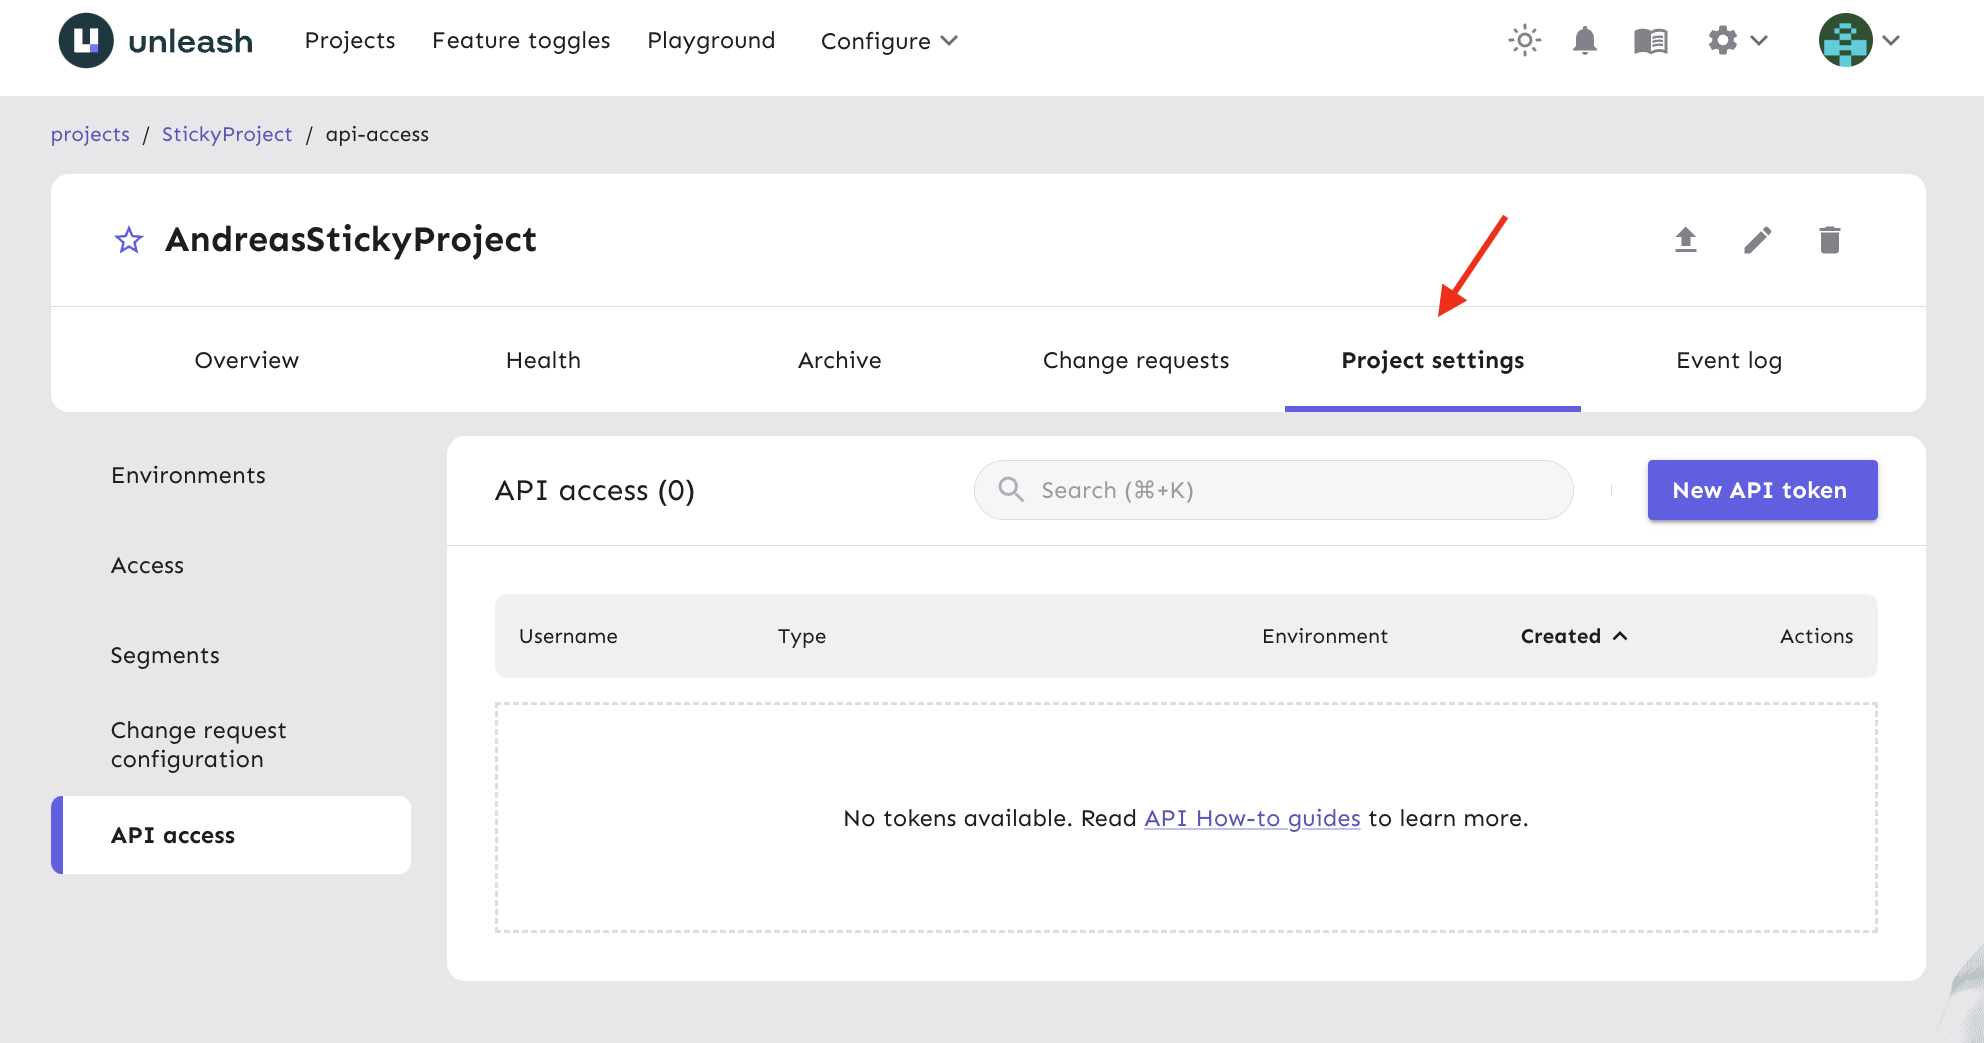 unleash Projects Feature toggles Playground Configure
projects / StickyProject / api-access
AndreasStickyProject
Overview Health Archive Change requests Project settings Event log
Environments
Access
Segments
Change request
configuration
API access
API access (0) Search (⌘+K) New API token
Username Type Environment Created Actions
No tokens available. Read API How-to guides to learn more.